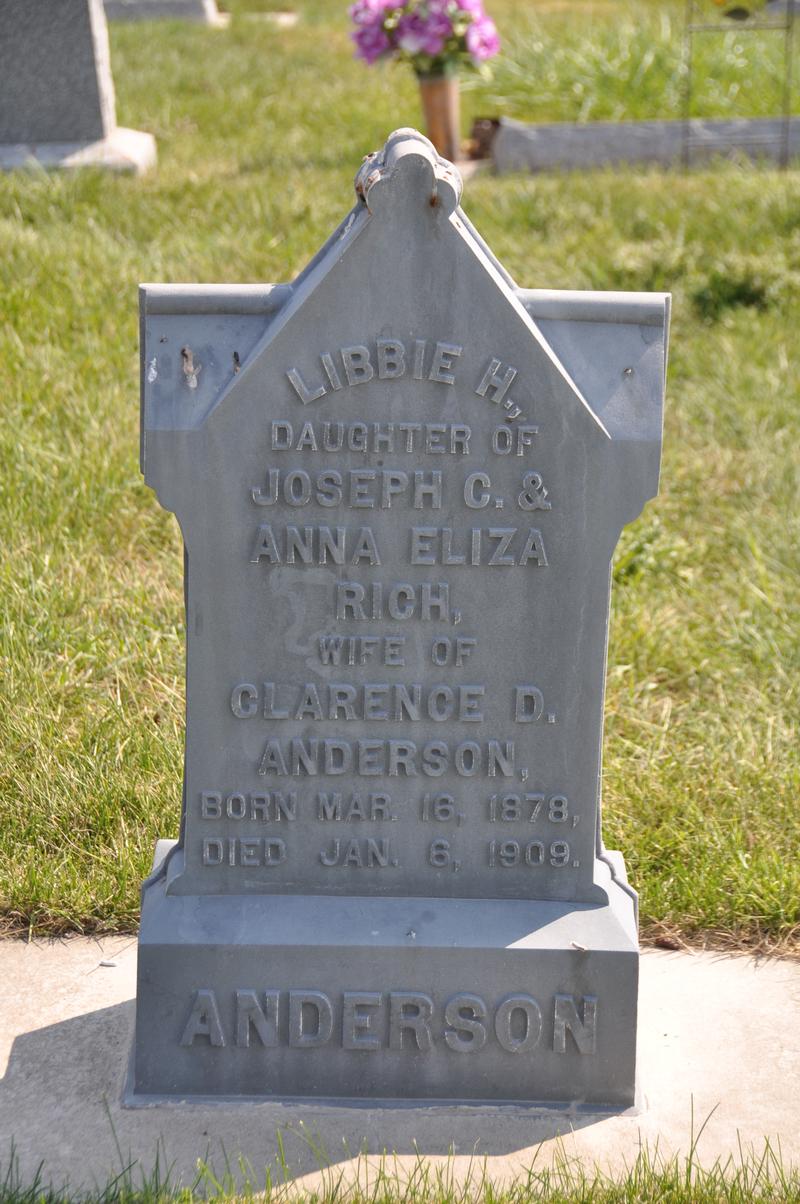 LIBBIE H.,
DAUGHTER OF
JOSEPH C. &
ANNA ELIZA
RICH,
WIFE OF
CLARENCE D.
ANDERSON,
BORN MAR. 16, 1878,
DIED JAN. 6, 1909.
ANDERSON